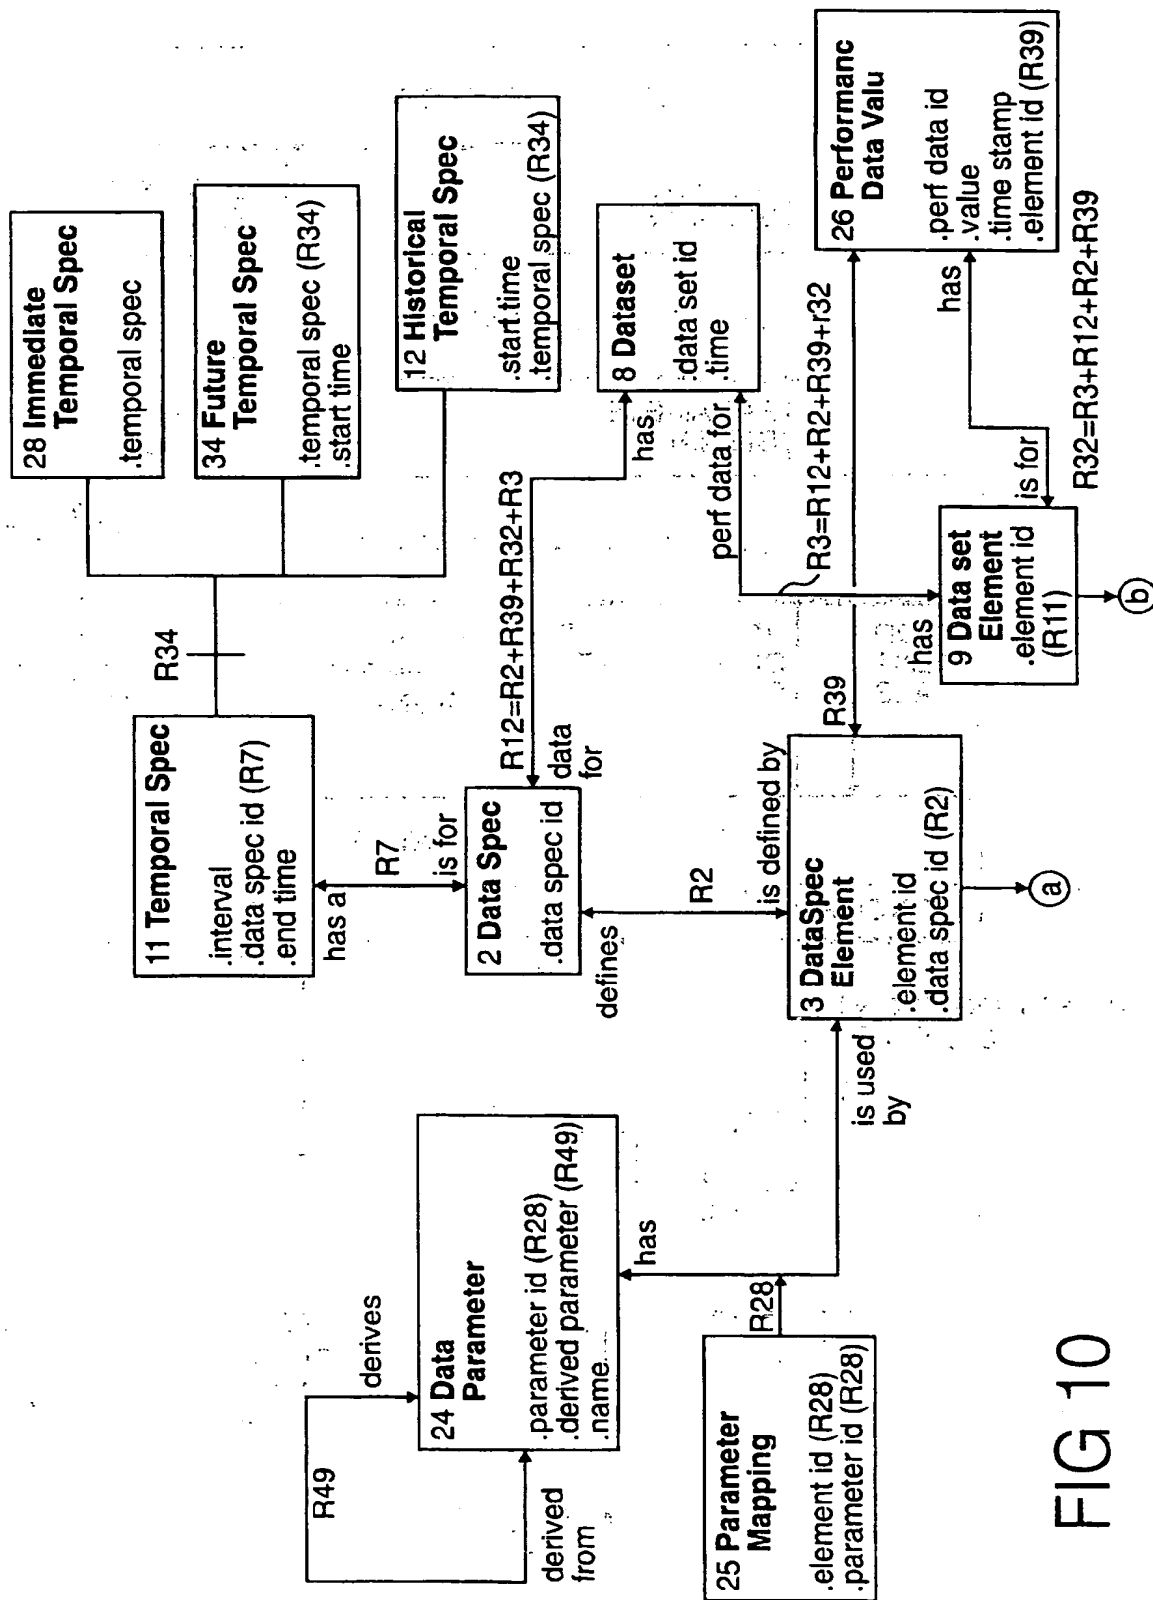 28 Immediate
Temporal Spec
.temporal spec
34 Future
Temporal Spec
.temporal spec (R34)
.start time
12 Historical
Temporal Spec
.start time
.temporal spec (R34)
R34
11 Temporal Spec
.interval
.data spec id (R7)
.end time
has a
R7
is for
2 Data Spec
.data spec id
R12=R2+R39+R32+R3
data
for
has
8 Dataset
.data set id
.time
perf data for
R3=R12+R2+R39+r32
has
9 Data set
Element
.element id
(R11)
b
26 Performanc
Data Valu
.perf data id
.value
.time stamp
.element id (R39)
has
is for
R32=R3+R12+R2+R39
R39
defines
R2
is defined by
3 DataSpec
Element
.element id
.data spec id (R2)
a
is used
by
R49
derives
derived
from
24 Data
Parameter
.parameter id (R28)
.derived parameter (R49)
.name
has
R28
25 Parameter
Mapping
.element id (R28)
.parameter id (R28)
FIG 10